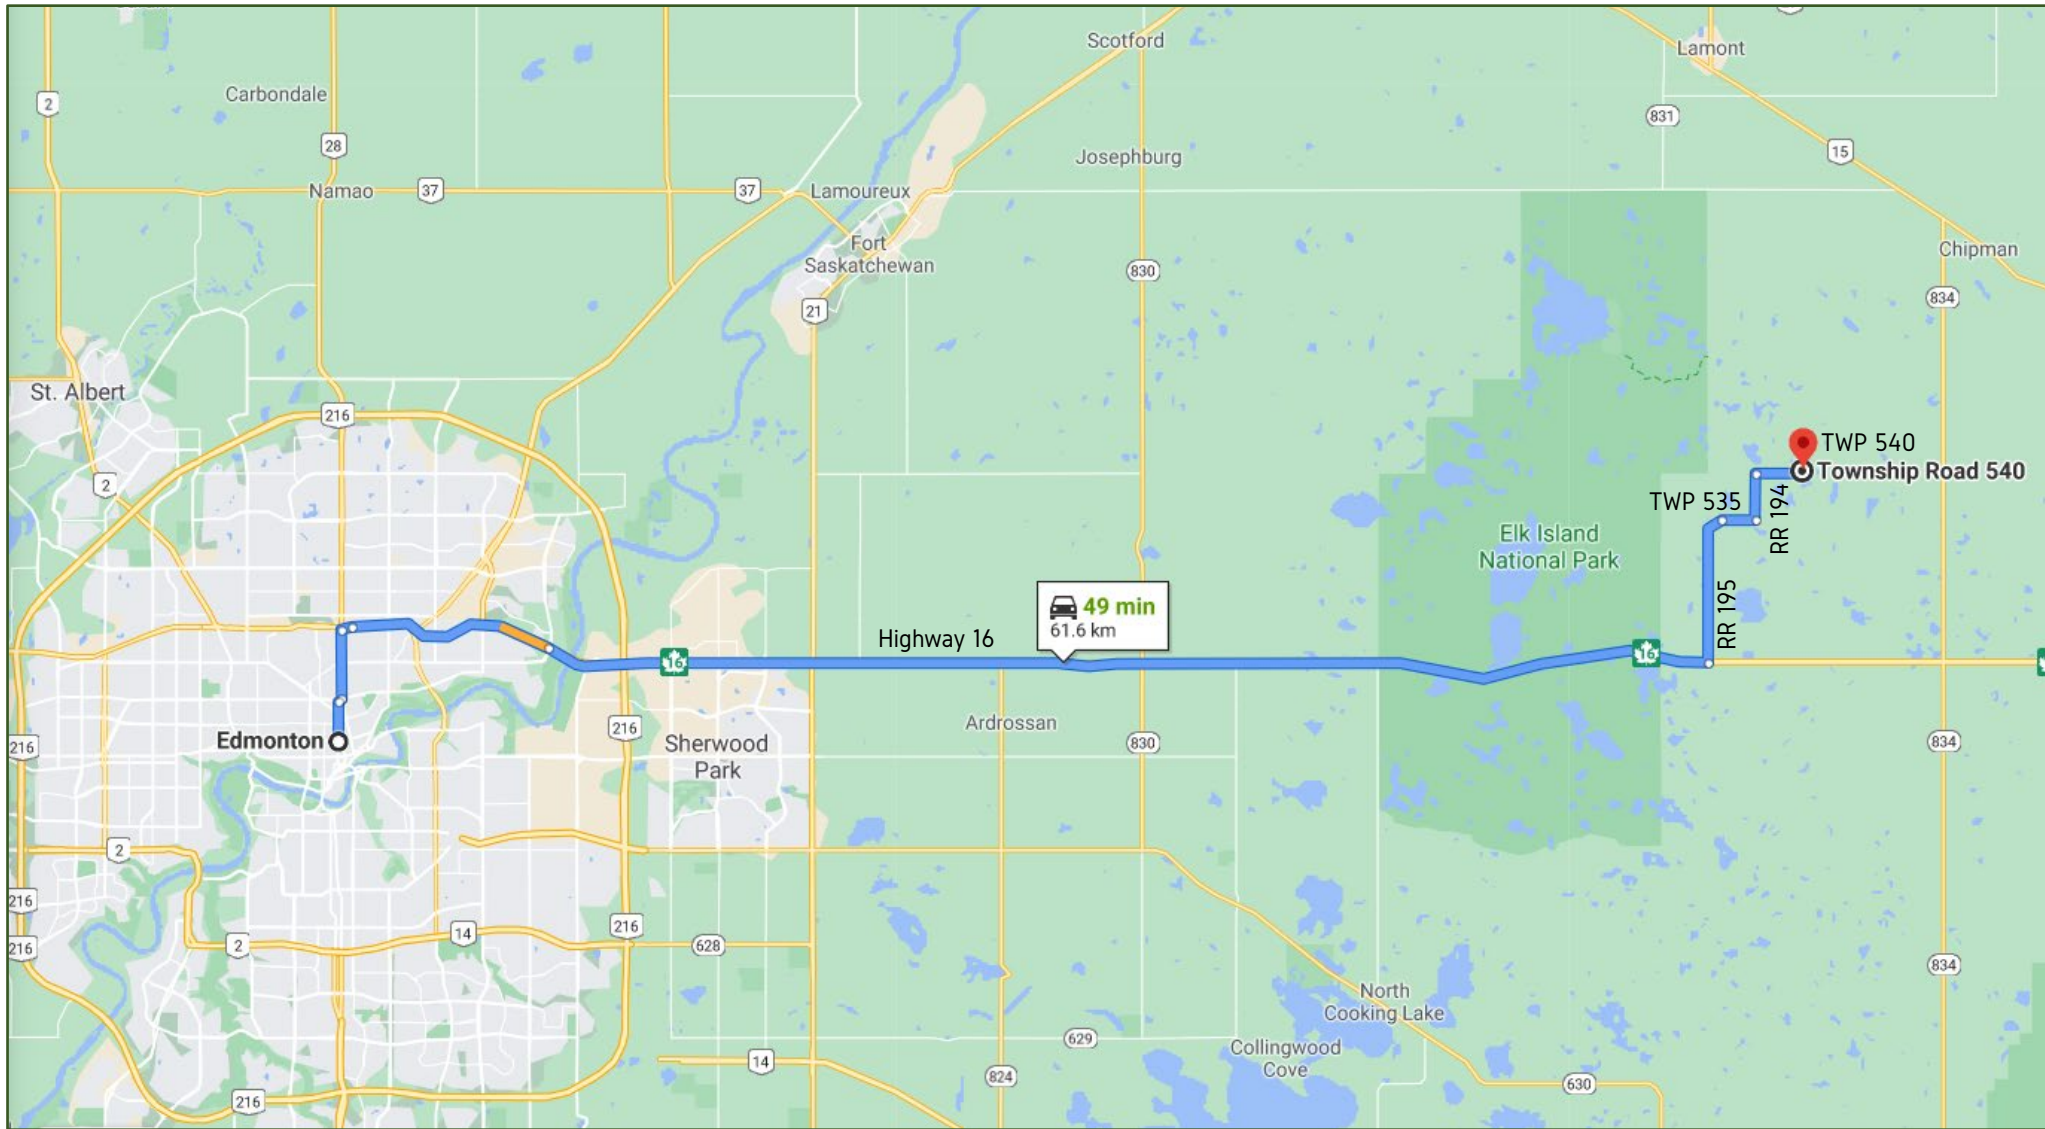 Scotford
Lamont
2
Carbondale
831
28
15
Josephburg
Namao
37
37
Lamoureux
Fort
Saskatchewan
Chipman
830
834
21
St. Albert
216
TWP 540
Township Road 540
2
TWP 535
RR 194
Elk Island
National Park
49 min
61.6 km
RR 195
Highway 16
16
16
Ardrossan
216
Edmonton
216
Sherwood
Park
830
834
2
216
216
14
628
2
216
834
North
Cooking Lake
629
Collingwood
Cove
14
824
630
216